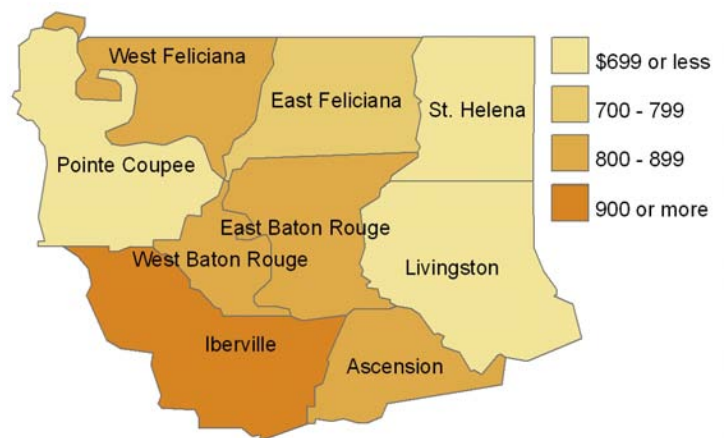 West Feliciana
East Feliciana
St. Helena
Pointe Coupee
East Baton Rouge
West Baton Rouge
Livingston
Iberville
Ascension
$699 or less
700 - 799
800 - 899
900 or more